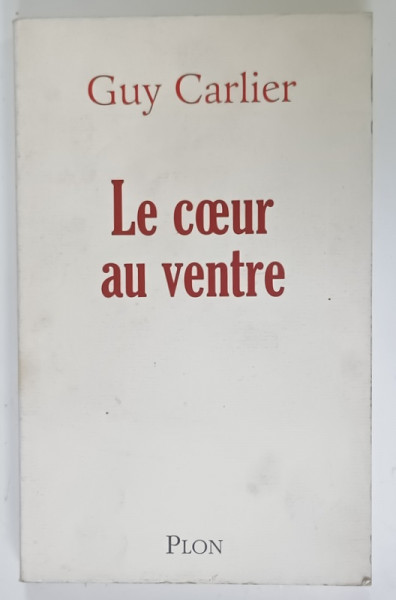 Guy Carlier
Le cœur
au ventre
PLON